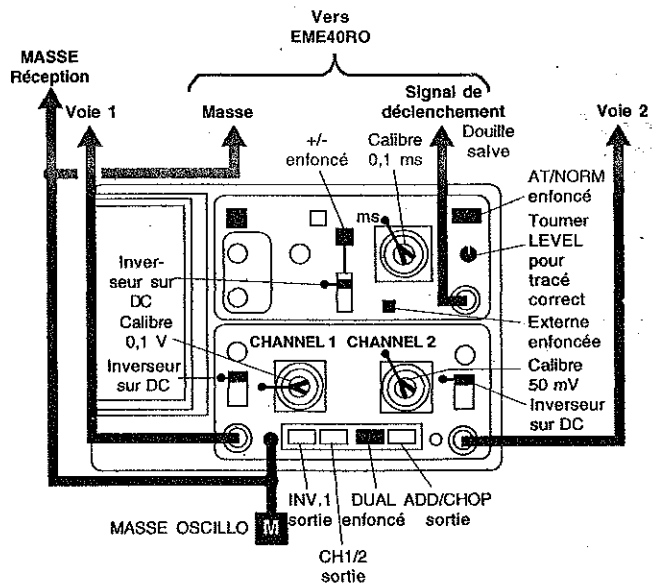 Vers
EME40RO
MASSE
Réception
Voie 1
Masse
+/-
enfoncé
Calibre
0,1 ms
Signal de
déclenchement
Douille
salve
Voie 2
AT/NORM
enfoncé
Tourner
LEVEL
pour
tracé
correct
Externe
enfoncée
ms
Inver-
seur sur
DC
Calibre
0,1 V
Inverseur
sur DC
CHANNEL 1 CHANNEL 2
Calibre
50 mV
Inverseur
sur DC
INV.1 DUAL ADD/CHOP
sortie enfoncé sortie
MASSE OSCILLO
M
CH1/2
sortie